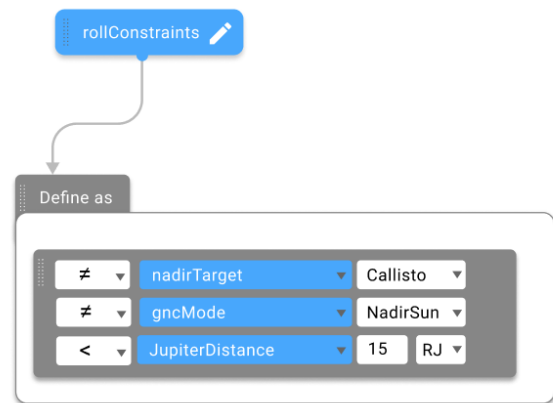 rollConstraints
Define as
≠ nadirTarget Callisto
≠ gncMode NadirSun
< JupiterDistance 15 RJ